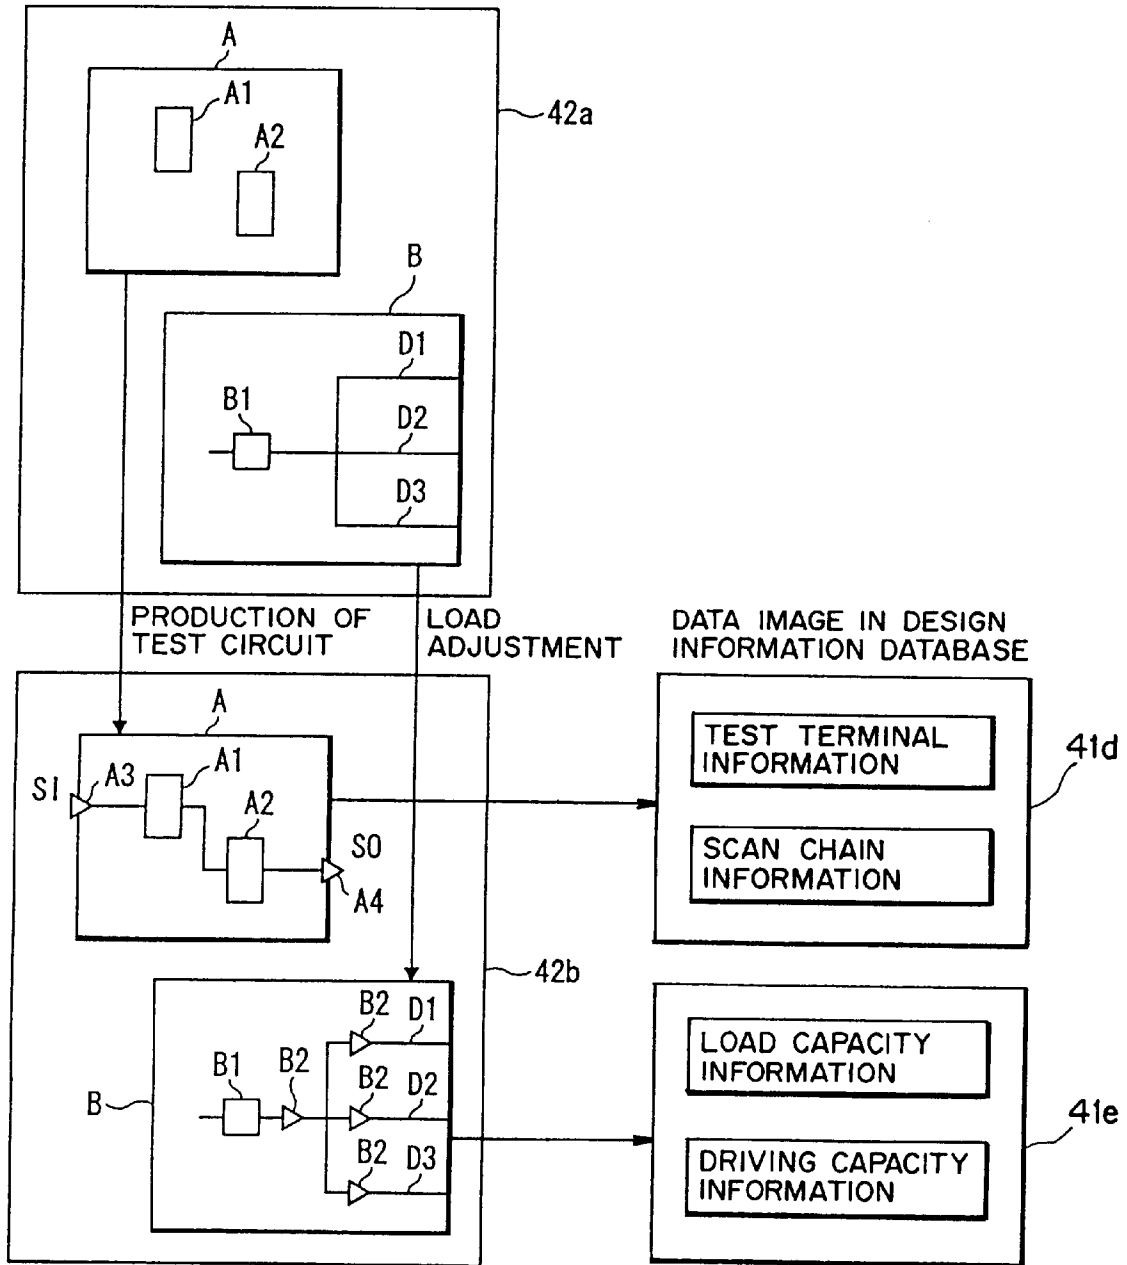 A
A1
A2
42a
B
D1
B1
D2
D3
PRODUCTION OF
TEST CIRCUIT
LOAD
ADJUSTMENT
DATA IMAGE IN DESIGN
INFORMATION DATABASE
A
SI
A3
A1
A2
SO
A4
TEST TERMINAL
INFORMATION
SCAN CHAIN
INFORMATION
41d
42b
B
B1
B2
B2
D1
B2
D2
B2
D3
LOAD CAPACITY
INFORMATION
DRIVING CAPACITY
INFORMATION
41e